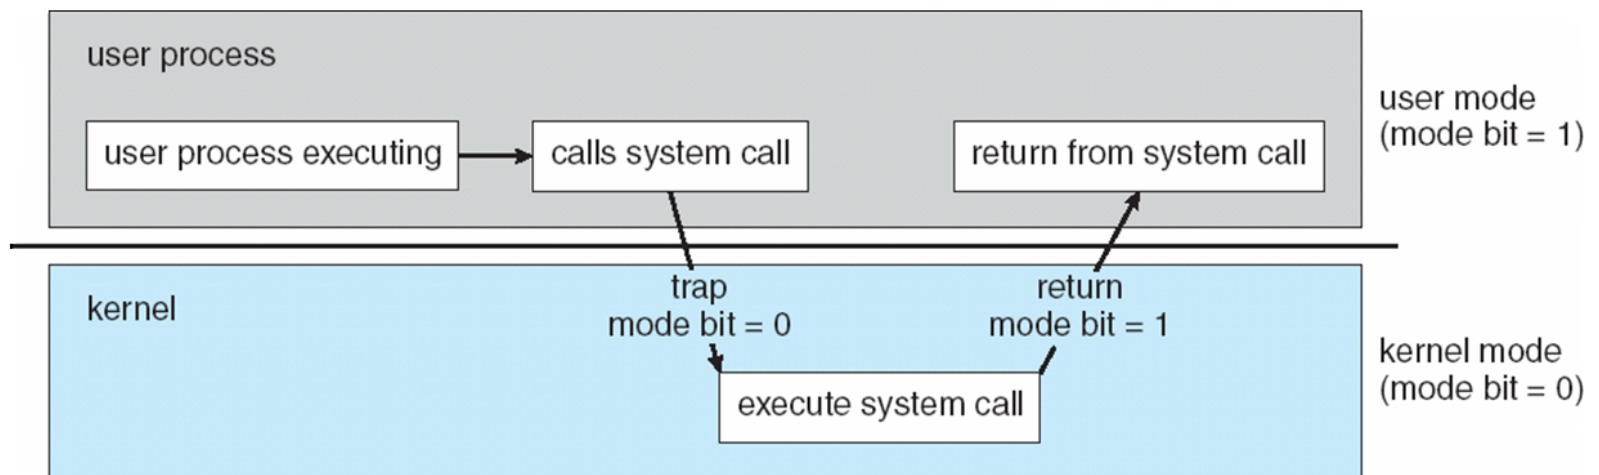 user process
user process executing
calls system call
return from system call
user mode
(mode bit = 1)
kernel
trap
mode bit = 0
return
mode bit = 1
execute system call
kernel mode
(mode bit = 0)